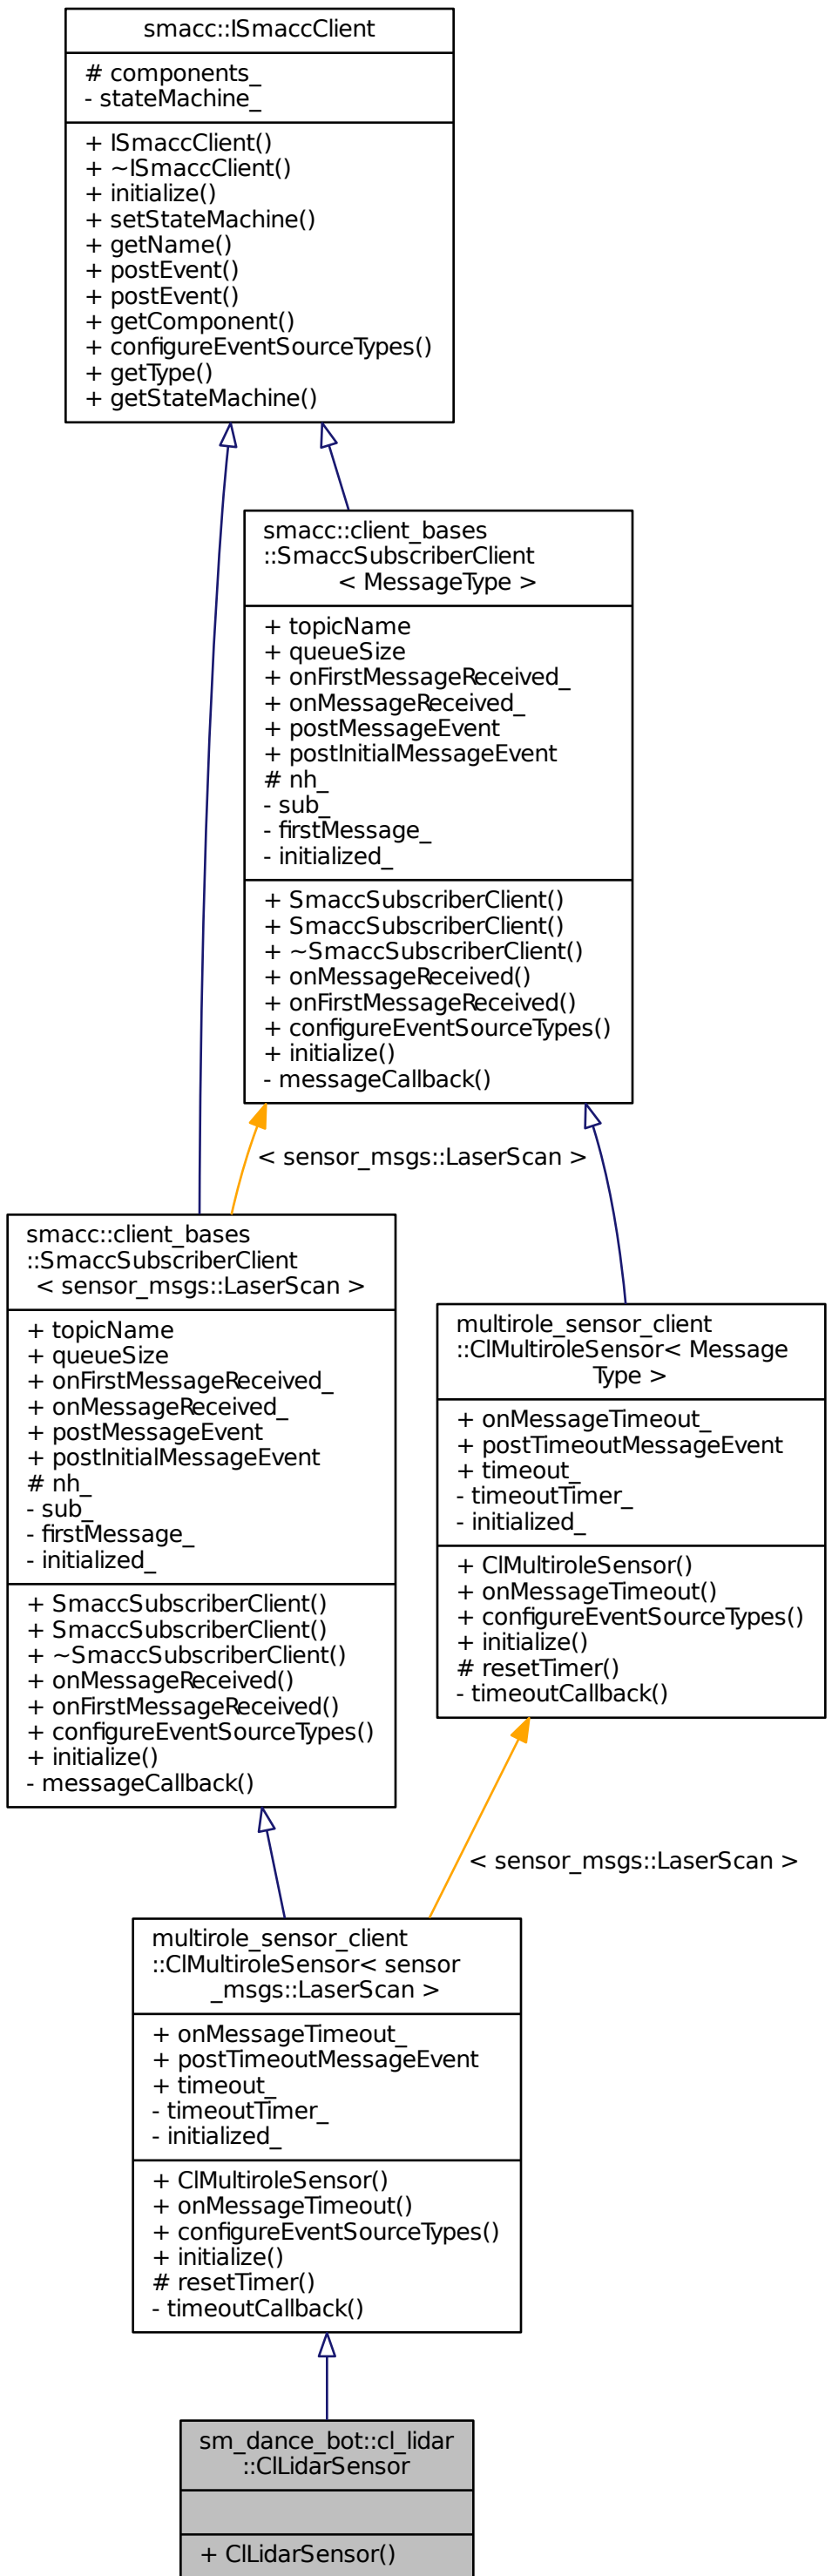 smacc::ISmaccClient
# components_
- stateMachine_
+ ISmaccClient()
+ ~ISmaccClient()
+ initialize()
+ setStateMachine()
+ getName()
+ postEvent()
+ postEvent()
+ getComponent()
+ configureEventSourceTypes()
+ getType()
+ getStateMachine()
smacc::client_bases
::SmaccSubscriberClient
< MessageType >
+ topicName
+ queueSize
+ onFirstMessageReceived_
+ onMessageReceived_
+ postMessageEvent
+ postInitialMessageEvent
# nh_
- sub_
- firstMessage_
- initialized_
+ SmaccSubscriberClient()
+ SmaccSubscriberClient()
+ ~SmaccSubscriberClient()
+ onMessageReceived()
+ onFirstMessageReceived()
+ configureEventSourceTypes()
+ initialize()
- messageCallback()
< sensor_msgs::LaserScan >
smacc::client_bases
::SmaccSubscriberClient
< sensor_msgs::LaserScan >
+ topicName
+ queueSize
+ onFirstMessageReceived_
+ onMessageReceived_
+ postMessageEvent
+ postInitialMessageEvent
# nh_
- sub_
- firstMessage_
- initialized_
+ SmaccSubscriberClient()
+ SmaccSubscriberClient()
+ ~SmaccSubscriberClient()
+ onMessageReceived()
+ onFirstMessageReceived()
+ configureEventSourceTypes()
+ initialize()
- messageCallback()
multirole_sensor_client
::ClMultiroleSensor< Message
Type >
+ onMessageTimeout_
+ postTimeoutMessageEvent
+ timeout_
- timeoutTimer_
- initialized_
+ ClMultiroleSensor()
+ onMessageTimeout()
+ configureEventSourceTypes()
+ initialize()
# resetTimer()
- timeoutCallback()
< sensor_msgs::LaserScan >
multirole_sensor_client
::ClMultiroleSensor< sensor
_msgs::LaserScan >
+ onMessageTimeout_
+ postTimeoutMessageEvent
+ timeout_
- timeoutTimer_
- initialized_
+ ClMultiroleSensor()
+ onMessageTimeout()
+ configureEventSourceTypes()
+ initialize()
# resetTimer()
- timeoutCallback()
sm_dance_bot::cl_lidar
::ClLidarSensor
+ ClLidarSensor()